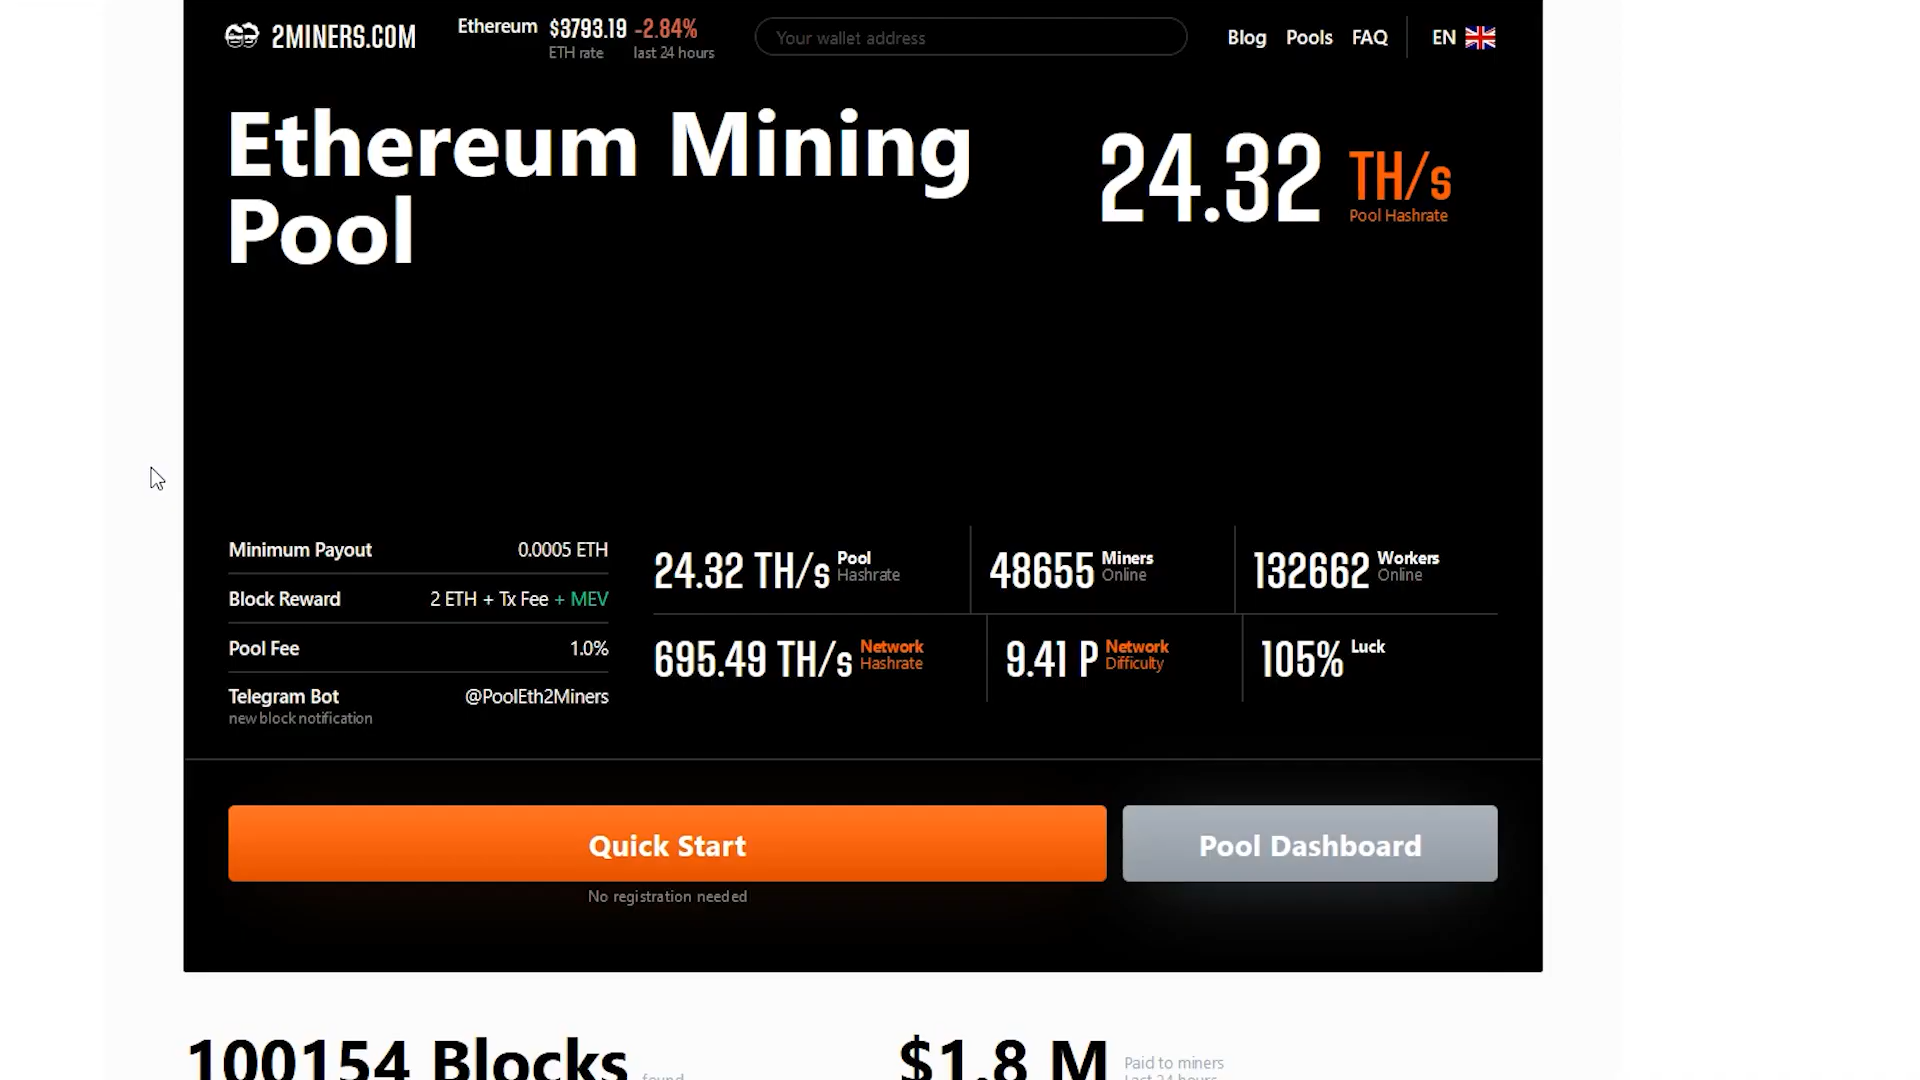 2MINERS.COM
Ethereum $3793.19 -2.84%
ETH rate last 24 hours
Your wallet address
Blog Pools FAQ EN
Ethereum Mining
Pool
24.32 TH/s
Pool Hashrate
Minimum Payout 0.0005 ETH
Block Reward 2 ETH + Tx Fee + MEV
Pool Fee 1.0%
Telegram Bot @PoolEth2Miners
new block notification
24.32 TH/s Pool
Hashrate
48655 Miners
Online
132662 Workers
Online
695.49 TH/s Network
Hashrate
9.41 P Network
Difficulty
105% Luck
Quick Start
No registration needed
Pool Dashboard
100154 Blocks found
$1.8 M Paid to miners
Last 24 hours